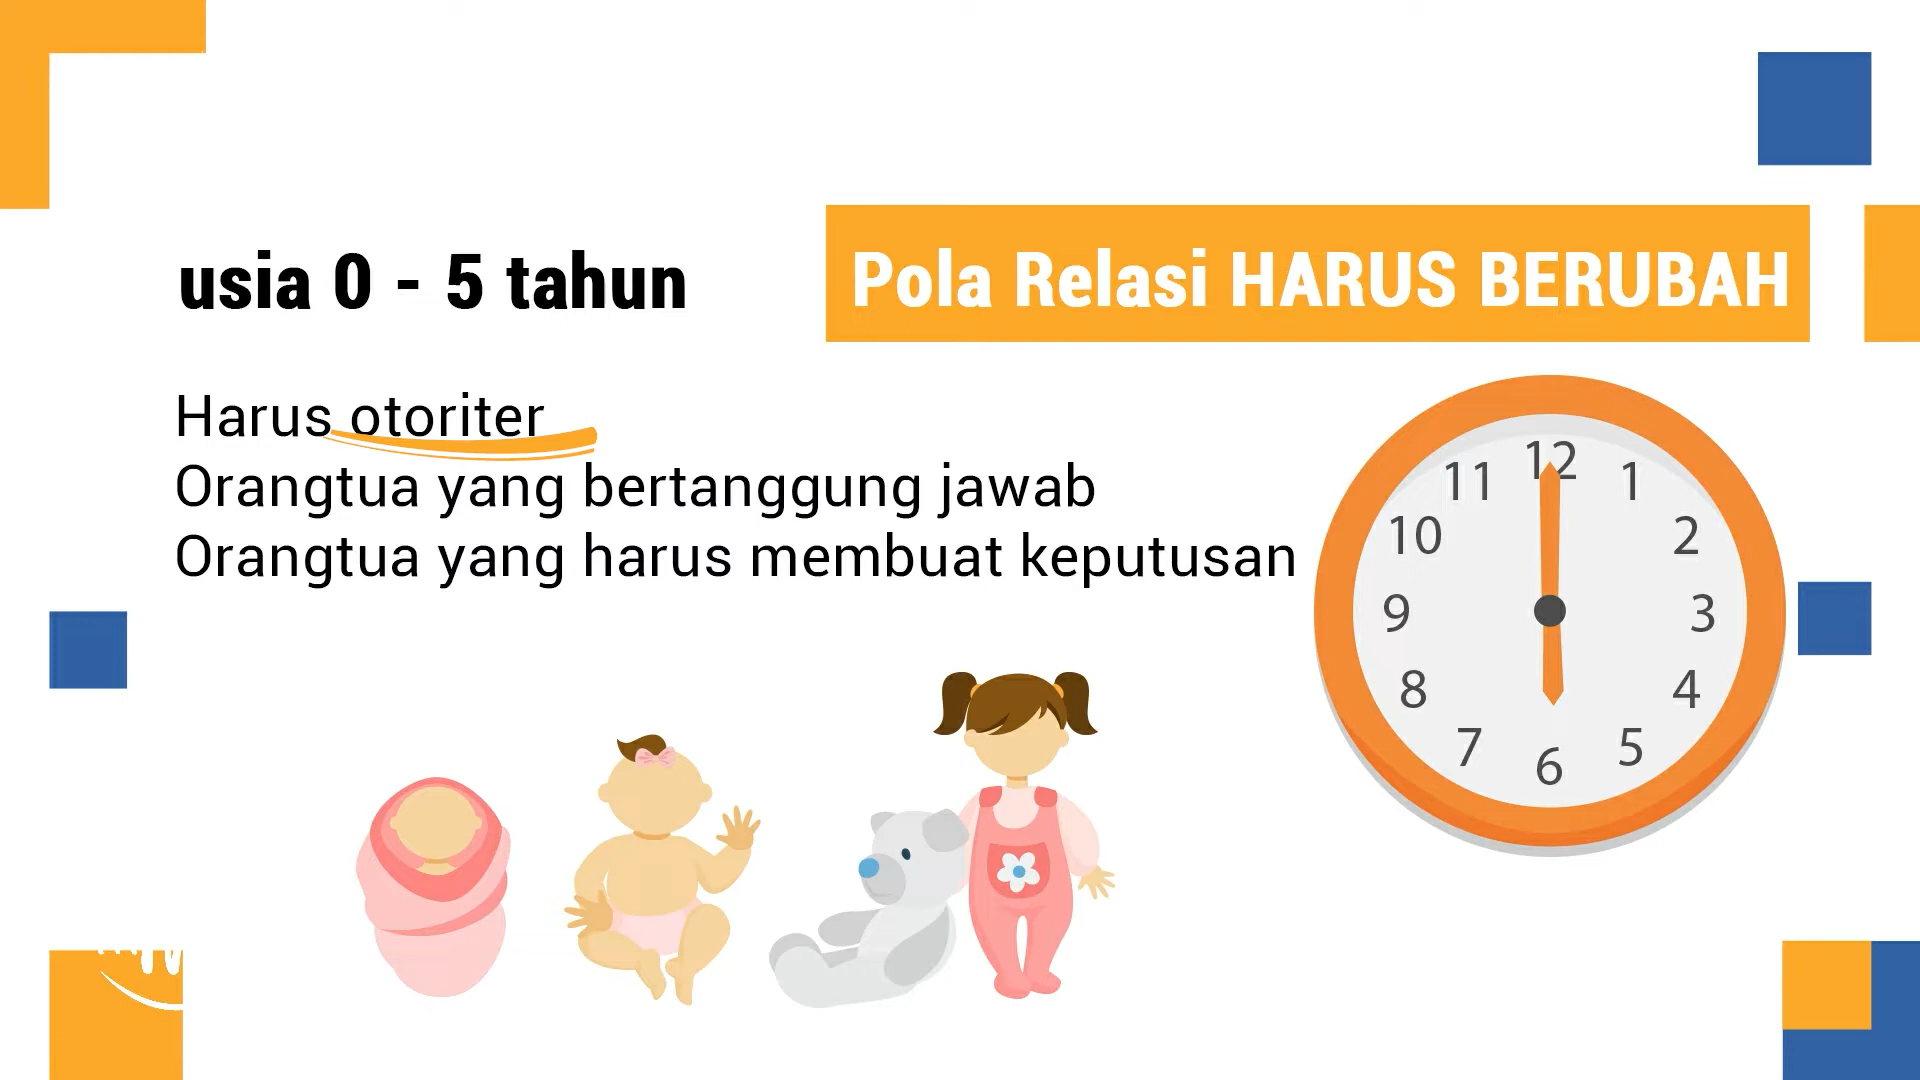 usia 0 - 5 tahun
Pola Relasi HARUS BERUBAH
Harus otoriter
Orangtua yang bertanggung jawab
Orangtua yang harus membuat keputusan
12
1
2
3
4
5
6
7
8
9
10
11